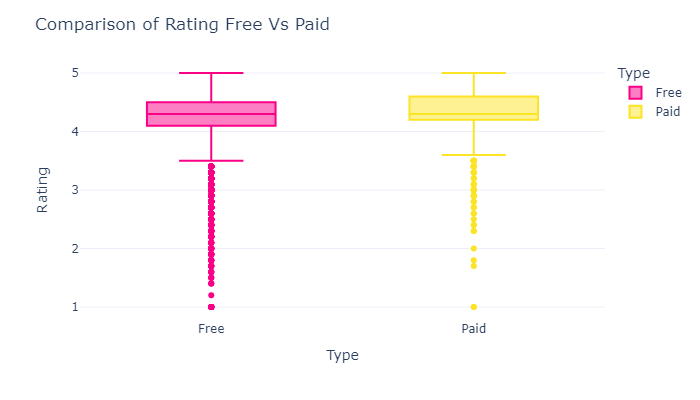 Comparison of Rating Free Vs Paid
Type
Free
Paid
5
4
3
2
1
Rating
Free
Paid
Type